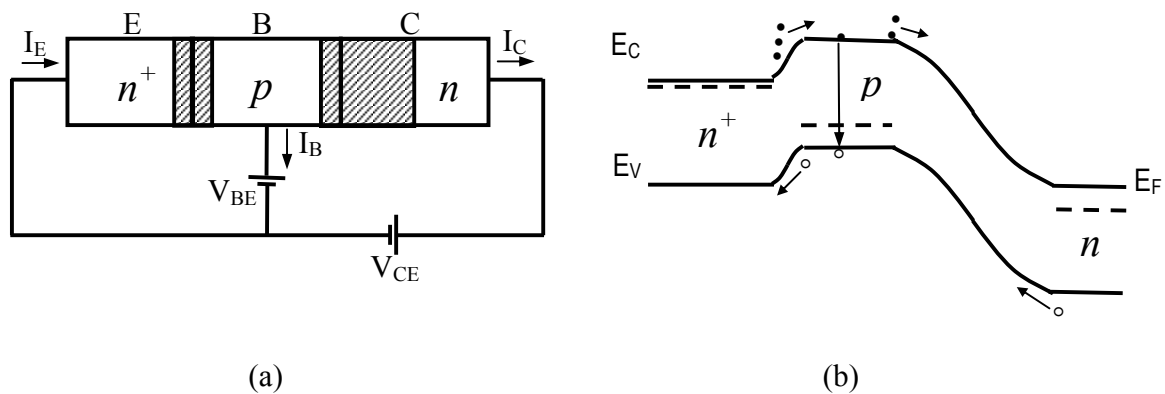 E B C
I_E I_C
n⁺ p n
I_B
V_BE
V_CE
(a)
E_C
p
n⁺
E_V E_F
n
(b)